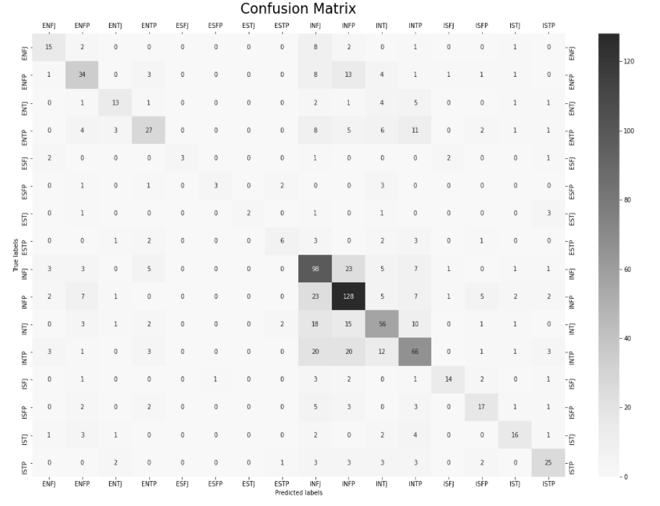 Confusion Matrix
ENFJ ENFP ENTJ ENTP ESFJ ESFP ESTJ ESTP INFJ INFP INTJ INTP ISFJ ISFP ISTJ ISTP
ENFJ 15 2 0 0 0 0 0 0 8 2 0 1 0 0 1 0 ENFJ
ENFP 1 34 0 3 0 0 0 0 8 13 4 1 1 1 1 0 ENFP
ENTJ 0 1 13 1 0 0 0 0 2 1 4 5 0 0 1 1 ENTJ
ENTP 0 4 3 27 0 0 0 0 8 5 6 11 0 2 1 1 ENTP
ESFJ 2 0 0 0 3 0 0 0 1 0 0 0 2 0 0 1 ESFJ
ESFP 0 1 0 1 0 3 0 2 0 0 3 0 0 0 0 0 ESFP
ESTJ 0 1 0 0 0 0 2 0 1 0 1 0 0 0 0 3 ESTJ
ESTP 0 0 1 2 0 0 0 6 3 0 2 3 0 1 0 0 ESTP
INFJ 3 3 0 5 0 0 0 0 98 23 5 7 1 0 1 1 INFJ
INFP 2 7 1 0 0 0 0 0 23 128 5 7 1 5 2 2 INFP
INTJ 0 3 1 2 0 0 0 2 18 15 56 10 0 1 1 0 INTJ
INTP 3 1 0 3 0 0 0 0 20 20 12 66 0 1 1 3 INTP
ISFJ 0 1 0 0 0 1 0 0 3 2 0 1 14 2 0 1 ISFJ
ISFP 0 2 0 2 0 0 0 0 5 3 0 3 0 17 1 1 ISFP
ISTJ 1 3 1 0 0 0 0 0 2 0 2 4 0 0 16 1 ISTJ
ISTP 0 0 2 0 0 0 0 1 3 3 3 3 0 2 0 25 ISTP
ENFJ ENFP ENTJ ENTP ESFJ ESFP ESTJ ESTP INFJ INFP INTJ INTP ISFJ ISFP ISTJ ISTP
Predicted labels
True labels
120
100
80
60
40
20
0